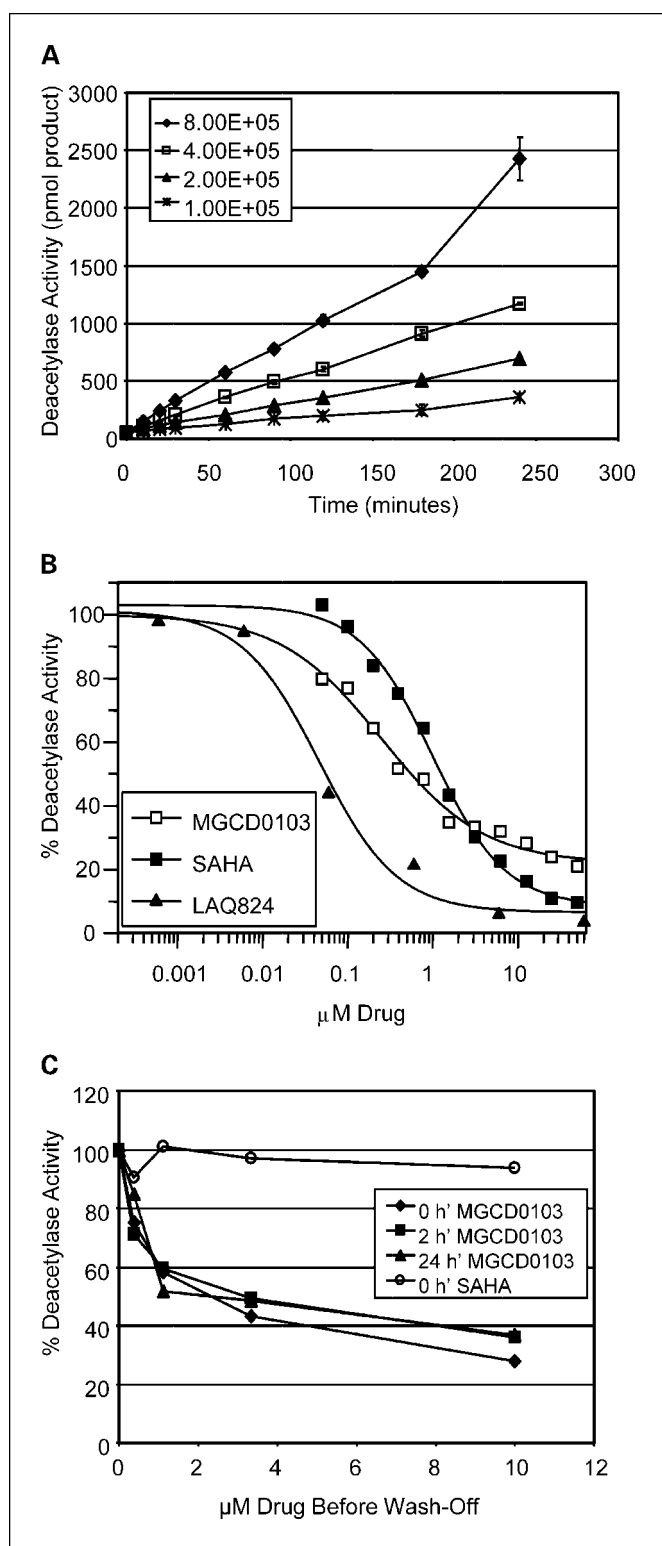 A
Deacetylase Activity (pmol product)
3000
2500
2000
1500
1000
500
0
8.00E+05
4.00E+05
2.00E+05
1.00E+05
0 50 100 150 200 250 300
Time (minutes)
B
% Deacetylase Activity
100
80
60
40
20
0
MGCD0103
SAHA
LAQ824
0.001 0.01 0.1 1 10
μM Drug
C
% Deacetylase Activity
120
100
80
60
40
20
0
0 h' MGCD0103
2 h' MGCD0103
24 h' MGCD0103
0 h' SAHA
0 2 4 6 8 10 12
μM Drug Before Wash-Off